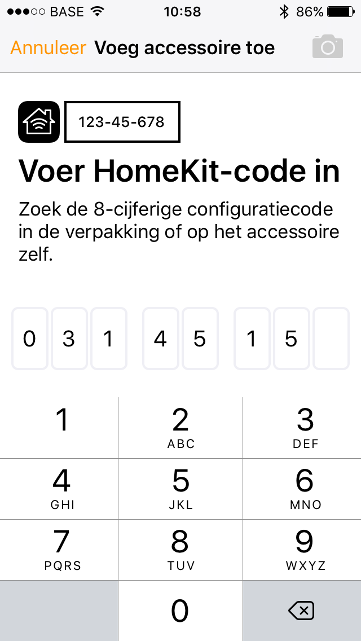 BASE 10:58 86%
Annuleer Voeg accessoire toe
123-45-678
Voer HomeKit-code in
Zoek de 8-cijferige configuratiecode
in de verpakking of op het accessoire
zelf.
0 3 1 4 5 1 5
1 2 3
ABC DEF
4 5 6
GHI JKL MNO
7 8 9
PQRS TUV WXYZ
0